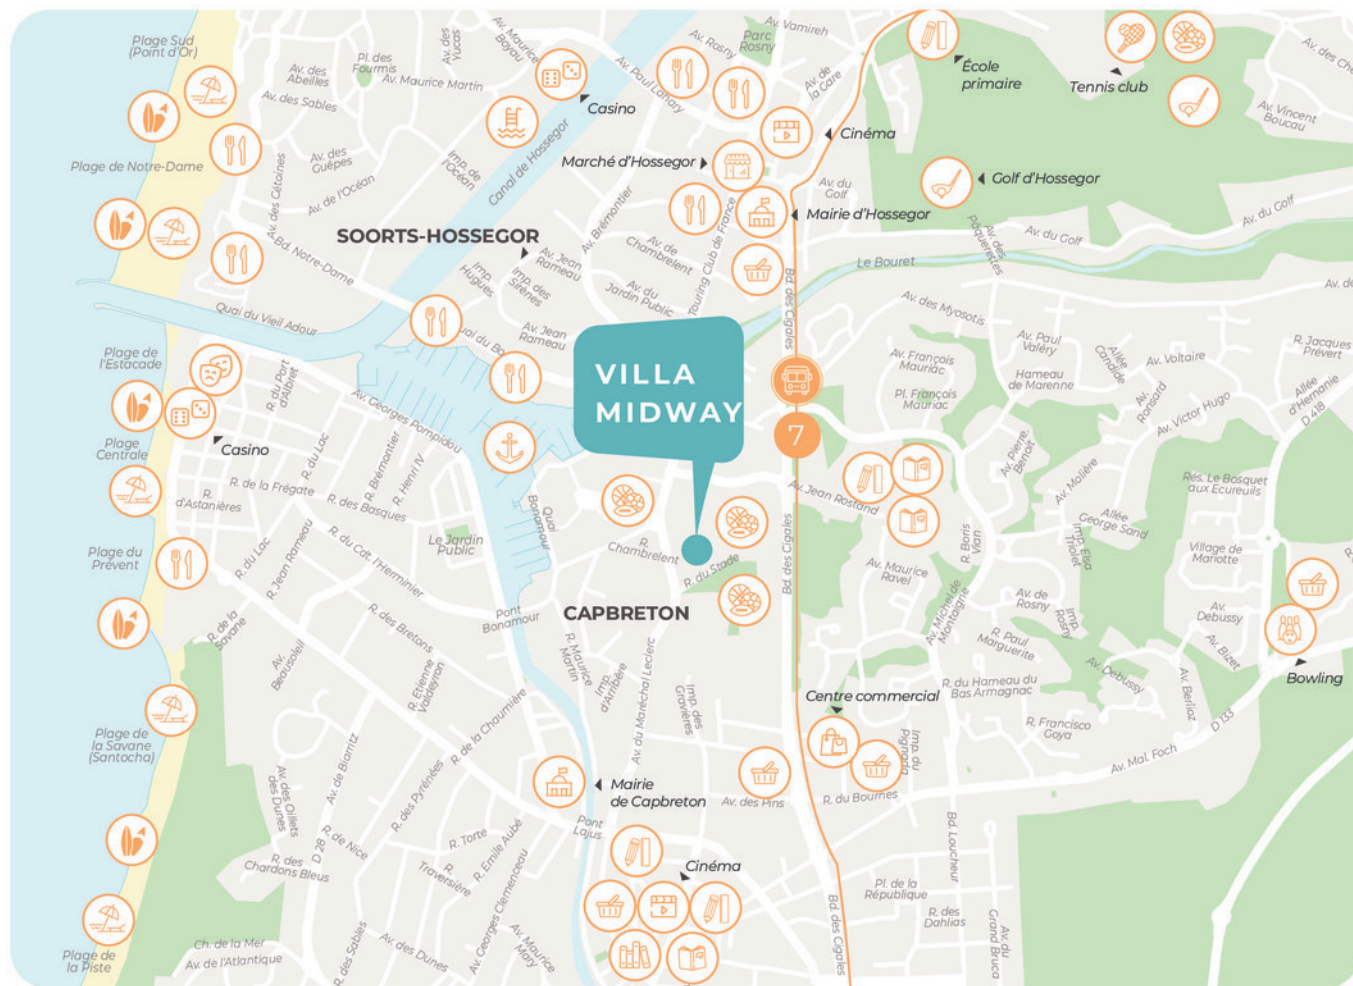 Plage Sud
(Point d'Or)
Av. des
Abeilles
Pl. des
Fourmis
Av. des
Yucas
Av. Maurice
Boyau
Av. Maurice Martin
Av. des Sables
Av. Paul Lahary
Av. Rosny
Parc
Rosny
Av. Vamireh
Av. de
la Gare
École
primaire
Tennis club
Av. Vincent
Boucau
Av. des
Casino
Canal de Hossegor
Cinéma
Marché d'Hossegor
Plage de Notre-Dame
Av. des
Guêpes
Imp. de
l'Océan
Av. de l'Océan
Av. des Cétoines
Av. du
Golf
Golf d'Hossegor
Mairie d'Hossegor
Av. des
Pâquerettes
Av. du Golf
Av. du Golf
SOORTS-HOSSEGOR
Bd. Notre-Dame
Imp.
Hugues
Imp. des
Sirènes
Av. Jean
Rameau
Av. Brémontier
Av. de
Chambrelent
Touring Club de France
Av. du
Jardin Public
Le Bouret
Bd. des Cigales
Quai du Vieil Adour
Av. Jean
Rameau
Av. des Myosotis
Av. Paul
Valéry
Allée
Candide
Av. Voltaire
R. Jacques
Prévert
Plage de
l'Estacade
R. du Port
d'Albret
VILLA
MIDWAY
Av. François
Mauriac
Pl. François
Mauriac
Hameau
de Marenne
Av.
Ronsard
Av. Victor Hugo
Allée
d'Hernanie
D 418
7
Av. Georges Pompidou
Casino
Plage
Centrale
R. du Lac
R. Brémontier
R. Henri IV
R. de la Frégate
R. des Basques
R.
d'Astanières
Av. Pierre
Benoit
Av. Molière
Allée
George Sand
Rés. Le Bosquet
aux Ecureuils
Av. Jean Rostand
Quai
Bonamour
Le Jardin
Public
R.
Chambrelent
R. du Stade
Bd. des Cigales
R. Boris
Vian
Imp. Elsa
Triolet
Village de
Mariotte
Plage du
Prévent
R. du Lac
R. Jean Rameau
R. du Cdt. l'Herminier
R. de la
Savane
R. des Bretons
CAPBRETON
Pont
Bonamour
Av. Maurice
Ravel
Av. Michel de
Montaigne
Av. de
Rosny
Imp.
Rosny
R. Paul
Marguerite
Av.
Debussy
Av. Bizet
Av. Debussy
Av. Berlioz
Bowling
Av.
Beausoleil
R. Etienne
Valdeyron
R. Maurice
Martin
Imp.
d'Arribère
Av. du Maréchal Leclerc
Imp. des
Gravières
Centre commercial
R. du Hameau du
Bas Armagnac
R. Francisco
Goya
D 133
Plage de
la Savane
(Santocha)
R. de la Chaumière
Av. de Biarritz
Av. des Oillets
des Dunes
R. des Pyrénées
Mairie
de Capbreton
Av. des Pins
Imp. du
Pignada
R. du Bournes
Av. Mal. Foch
Pont
Lajus
R. de Nice
D 28
R. Torte
R.
Traversière
R. Emile Aubé
Av. Georges Clemenceau
R. des
Chardons Bleus
Cinéma
Bd. Laucheur
Pl. de la
République
R. des
Dahlias
Av. du
Grand Bruca
Bd. des Cigales
Plage de
la Piste
Ch. de la Mer
Av. de l'Atlantique
R. des Sables
Av. des Dunes
Av. Maurice
Mary